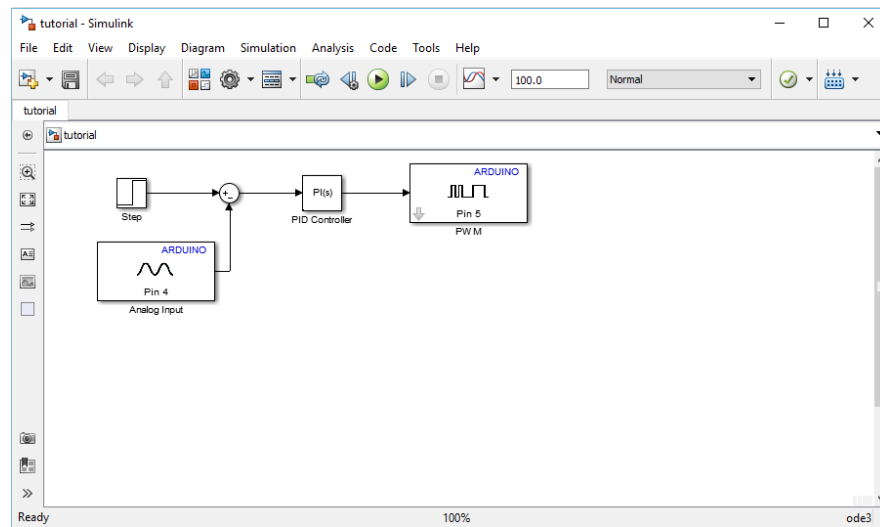 tutorial - Simulink
File Edit View Display Diagram Simulation Analysis Code Tools Help
100.0 Normal
tutorial
tutorial
Step
+
-
PI(s)
PID Controller
ARDUINO
Pin 5
PWM
ARDUINO
Pin 4
Analog Input
Ready 100% ode3